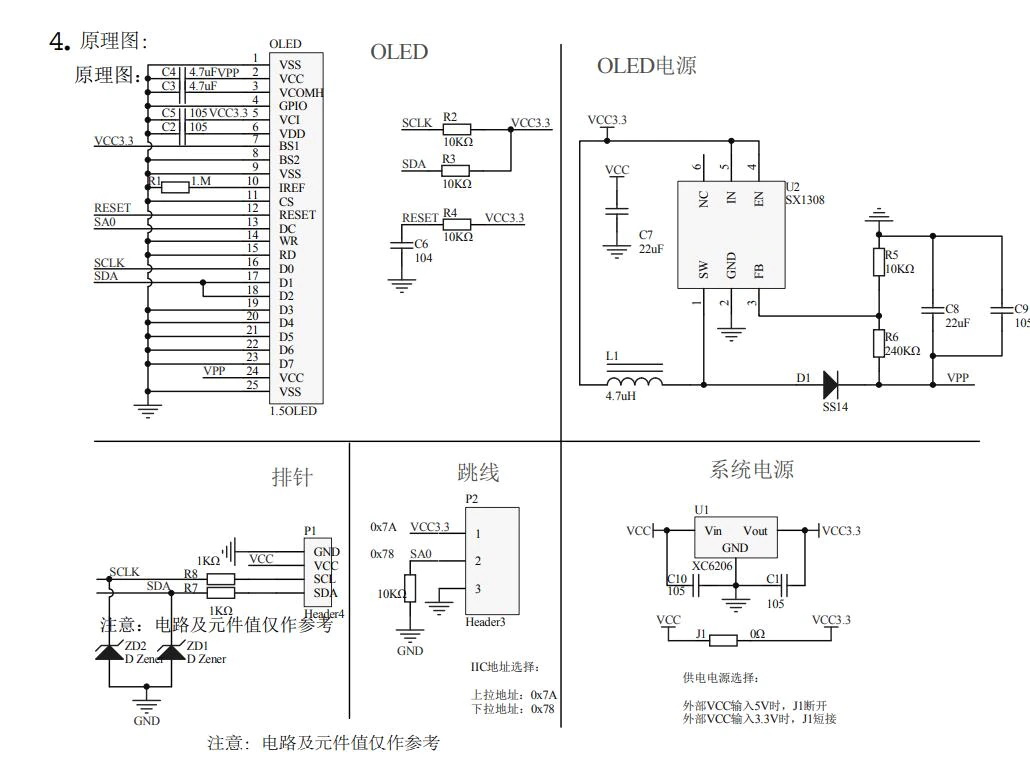 4. 原理图:
原理图:
OLED
1 VSS
C4 4.7uF VPP 2 VCC
C3 4.7uF 3 VCOMH
4 GPIO
C5 105 VCC3.3 5 VCI
C2 105 6 VDD
VCC3.3 7 BS1
8 BS2
9 VSS
R1 1.M 10 IREF
11 CS
RESET 12 RESET
SA0 13 DC
14 WR
15 RD
SCLK 16 D0
SDA 17 D1
18 D2
19 D3
20 D4
21 D5
22 D6
23 D7
VPP 24 VCC
25 VSS
1.5OLED
OLED
SCLK R2 VCC3.3
10KΩ
SDA R3
10KΩ
RESET R4 VCC3.3
10KΩ
C6
104
OLED电源
VCC3.3
VCC
C7
22uF
6 5 4
NC IN EN
U2
SX1308
SW GND FB
1 2 3
R5
10KΩ
R6
240KΩ
C8
22uF
C9
105
L1
4.7uH
D1
SS14
VPP
排针
P1
GND
VCC VCC
1KΩ
SCLK R8 SCL
SDA R7 SDA
1KΩ
Header4
注意：电路及元件值仅作参考
ZD2
D Zener
ZD1
D Zener
GND
跳线
P2
0x7A VCC3.3 1
0x78 SA0 2
10KΩ 3
Header3
GND
IIC地址选择：
上拉地址：0x7A
下拉地址：0x78
系统电源
U1
VCC Vin Vout VCC3.3
GND
XC6206
C10
105
C1
105
VCC VCC3.3
J1 0Ω
供电电源选择：
外部VCC输入5V时，J1断开
外部VCC输入3.3V时，J1短接
注意：电路及元件值仅作参考